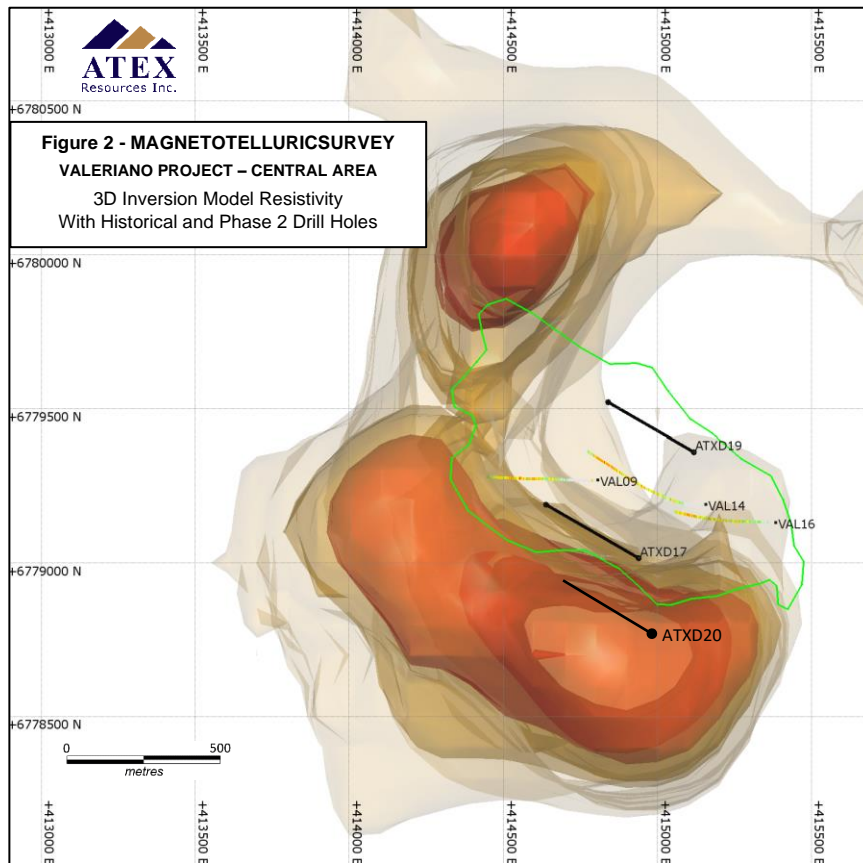 +413000 E
+413500 E
+414000 E
+414500 E
+415000 E
+415500 E
ATEX
Resources Inc.
+6780500 N
Figure 2 - MAGNETOTELLURICSURVEY
VALERIANO PROJECT – CENTRAL AREA
3D Inversion Model Resistivity
With Historical and Phase 2 Drill Holes
+6780000 N
+6779500 N
ATXD19
VAL09
VAL14
VAL16
ATXD17
+6779000 N
ATXD20
+6778500 N
0 500
metres
+413000 E
+413500 E
+414000 E
+414500 E
+415000 E
+415500 E